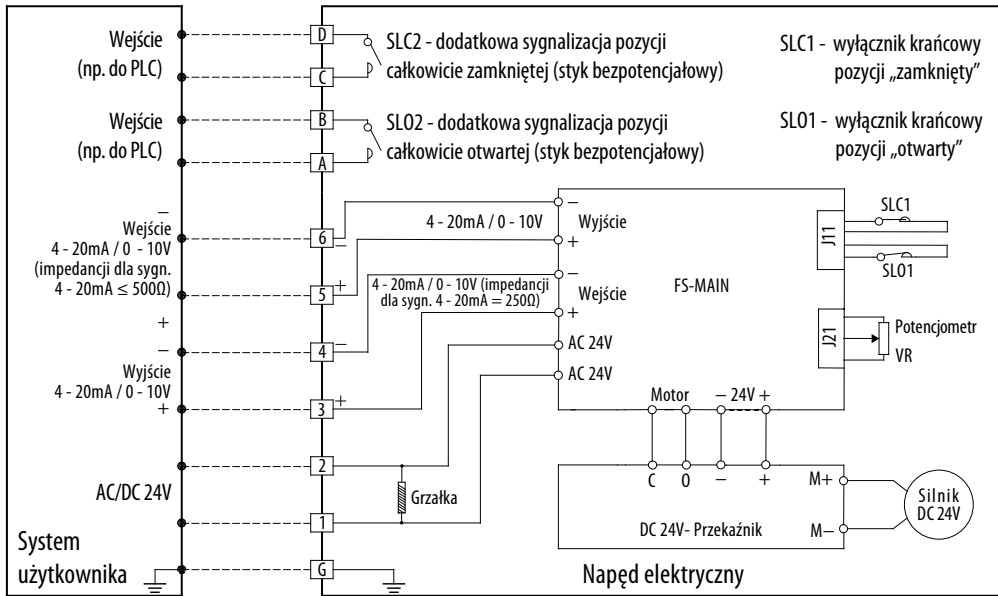 Wejście
(np. do PLC)
Wejście
(np. do PLC)
−
Wejście
4 - 20mA / 0 - 10V
(impedancji dla sygn.
4 - 20mA ≤ 500Ω)
+
−
Wyjście
4 - 20mA / 0 - 10V
+
AC/DC 24V
System
użytkownika
D
C
B
A
6
−
5
+
4
−
3
+
2
1
G
SLC2 - dodatkowa sygnalizacja pozycji
całkowicie zamkniętej (styk bezpotencjałowy)
SLO2 - dodatkowa sygnalizacja pozycji
całkowicie otwartej (styk bezpotencjałowy)
SLC1 - wyłącznik krańcowy
pozycji „zamknięty”
SLO1 - wyłącznik krańcowy
pozycji „otwarty”
4 - 20mA / 0 - 10V
4 - 20mA / 0 - 10V (impedancji
dla sygn. 4 - 20mA = 250Ω)
−
Wyjście
+
−
Wejście
+
AC 24V
AC 24V
FS-MAIN
J11
SLC1
SLO1
J21
Potencjometr
VR
Motor
− 24V +
C
O
−
+
M+
M−
DC 24V- Przekaźnik
Silnik
DC 24V
Grzałka
Napęd elektryczny